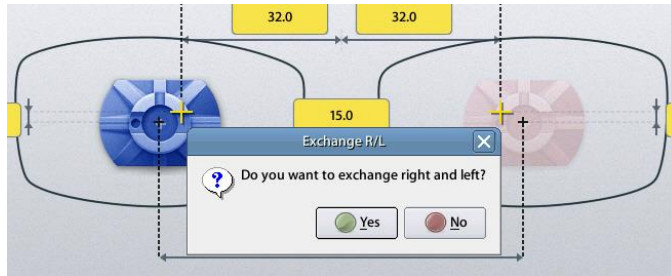 32.0 32.0
15.0
Exchange R/L
Do you want to exchange right and left?
Yes No